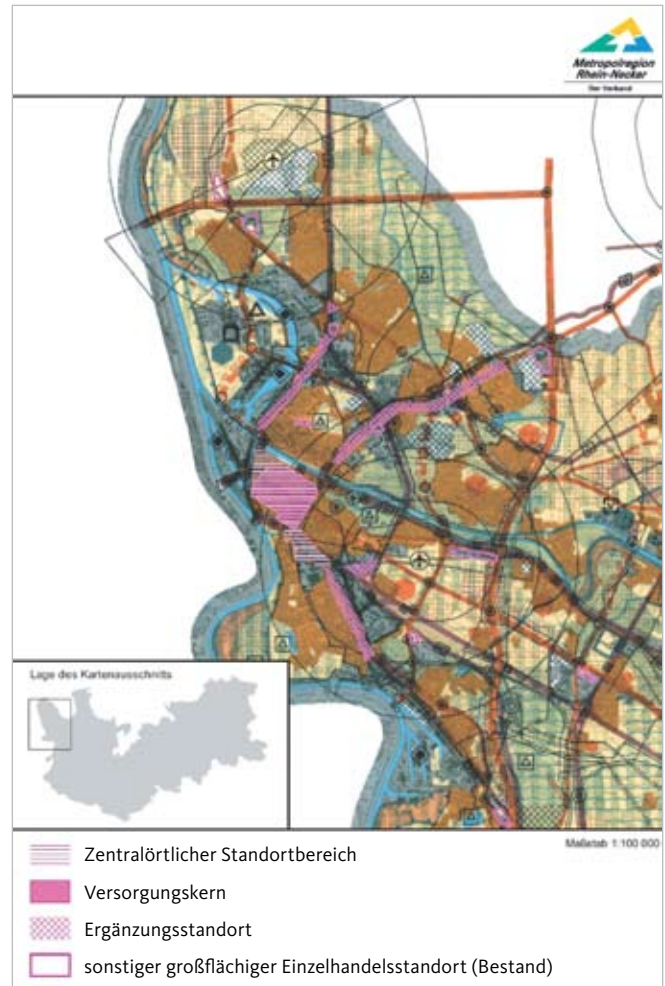 Metropolregion
Rhein-Neckar
Der Verband
Lage des Kartenausschnitts
Maßstab 1:100 000
Zentralörtlicher Standortbereich
Versorgungskern
Ergänzungsstandort
sonstiger großflächiger Einzelhandelsstandort (Bestand)